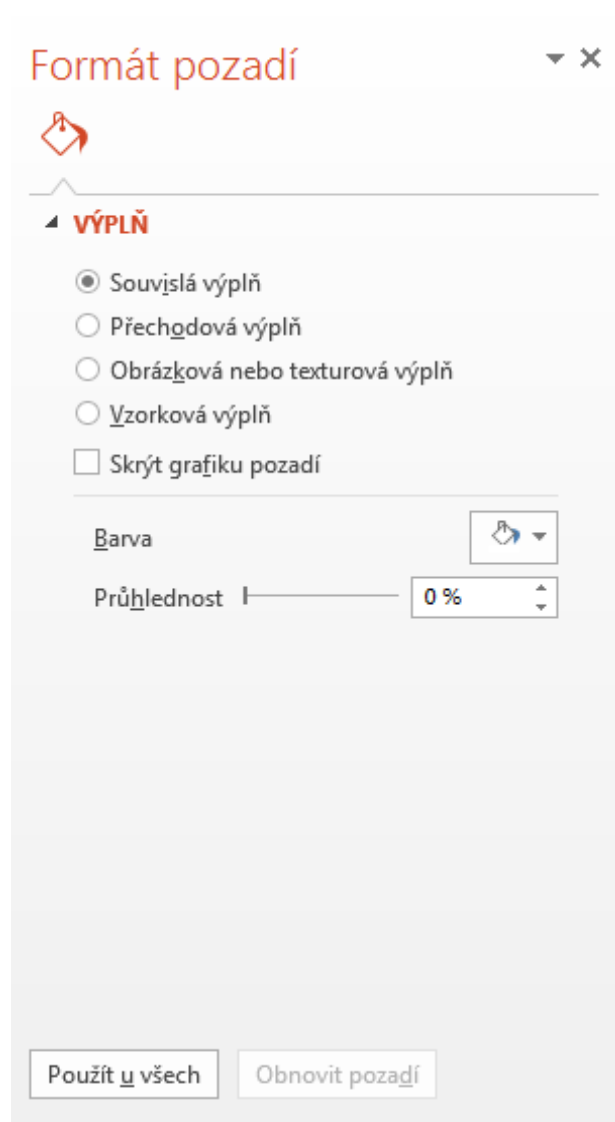 Formát pozadí
VÝPLŇ
Souvislá výplň
Přechodová výplň
Obrázková nebo texturová výplň
Vzorková výplň
Skrýt grafiku pozadí
Barva
Průhlednost 0 %
Použít u všech Obnovit pozadí